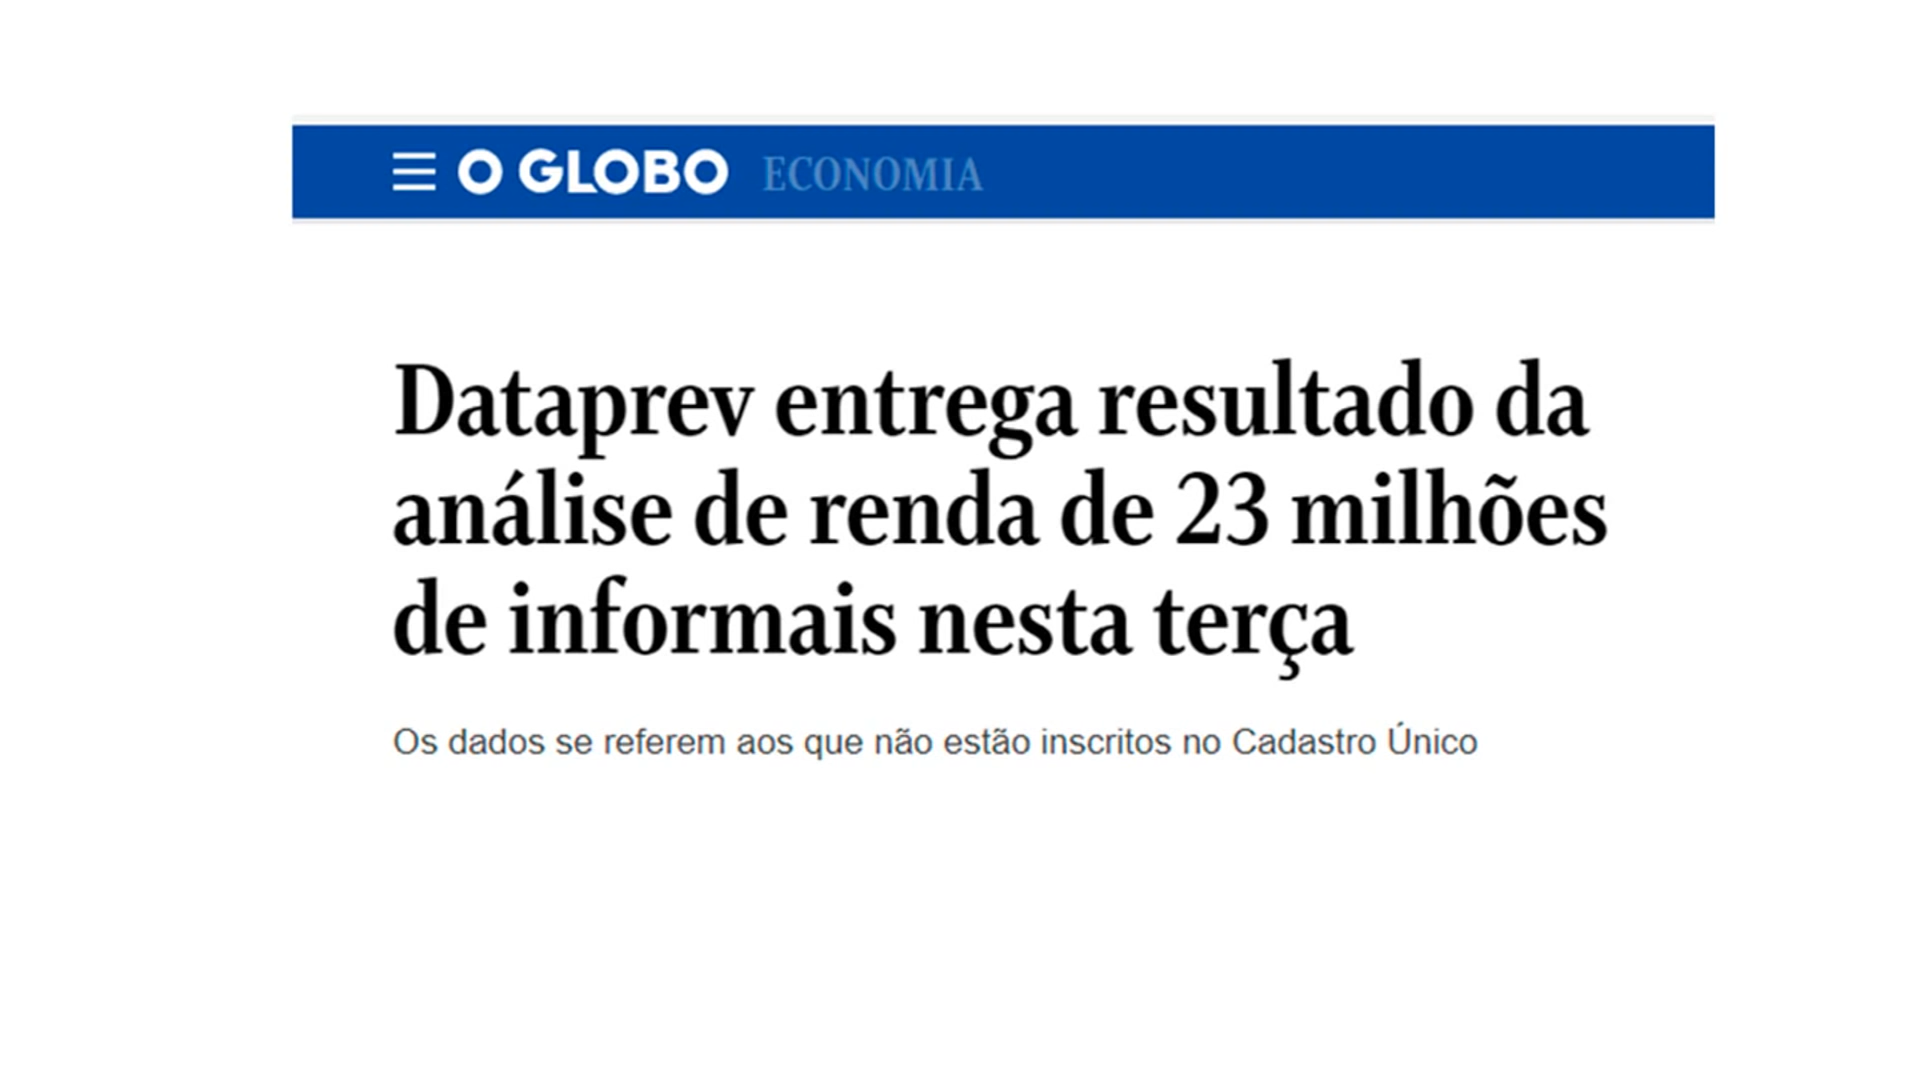 O GLOBO ECONOMIA
Dataprev entrega resultado da
análise de renda de 23 milhões
de informais nesta terça
Os dados se referem aos que não estão inscritos no Cadastro Único